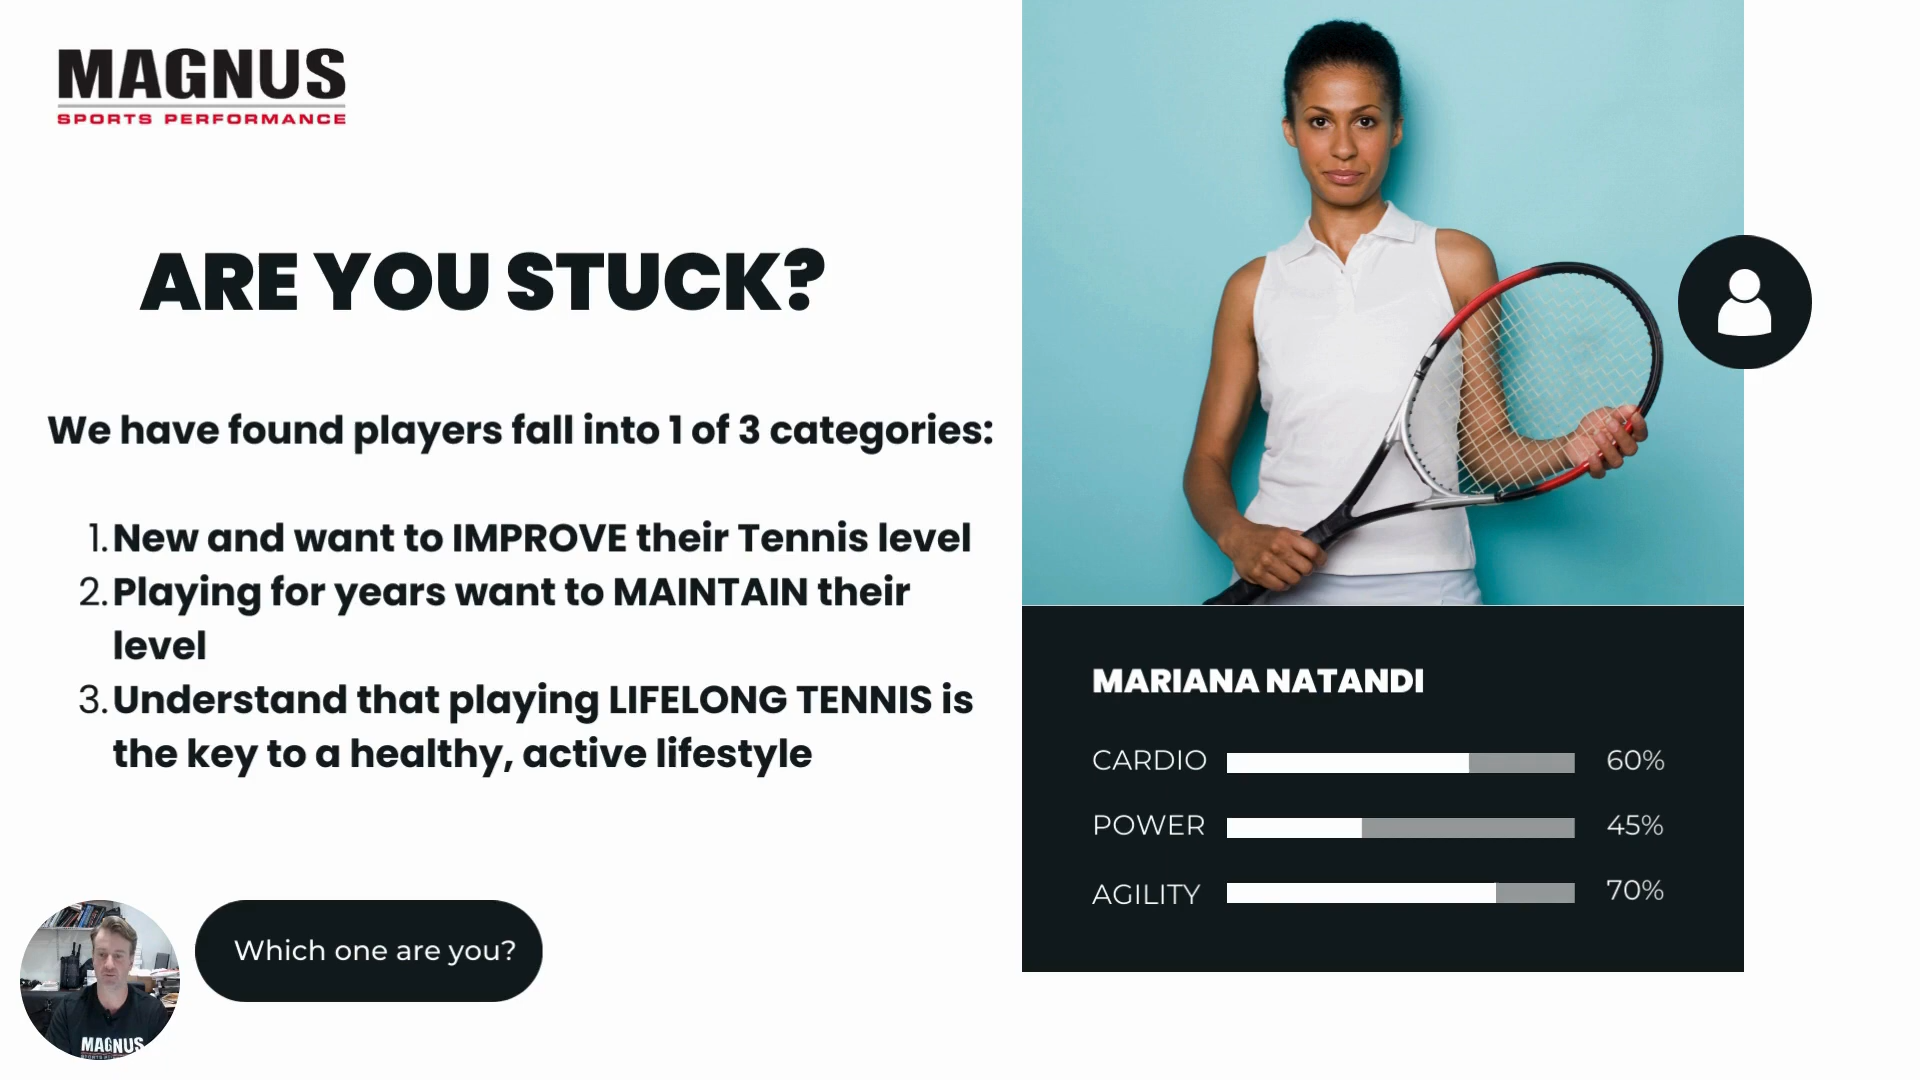 MAGNUS
SPORTS PERFORMANCE
ARE YOU STUCK?
We have found players fall into 1 of 3 categories:
1. New and want to IMPROVE their Tennis level
2. Playing for years want to MAINTAIN their
level
3. Understand that playing LIFELONG TENNIS is
the key to a healthy, active lifestyle
Which one are you?
MAGNUS
MARIANA NATANDI
CARDIO 60%
POWER 45%
AGILITY 70%